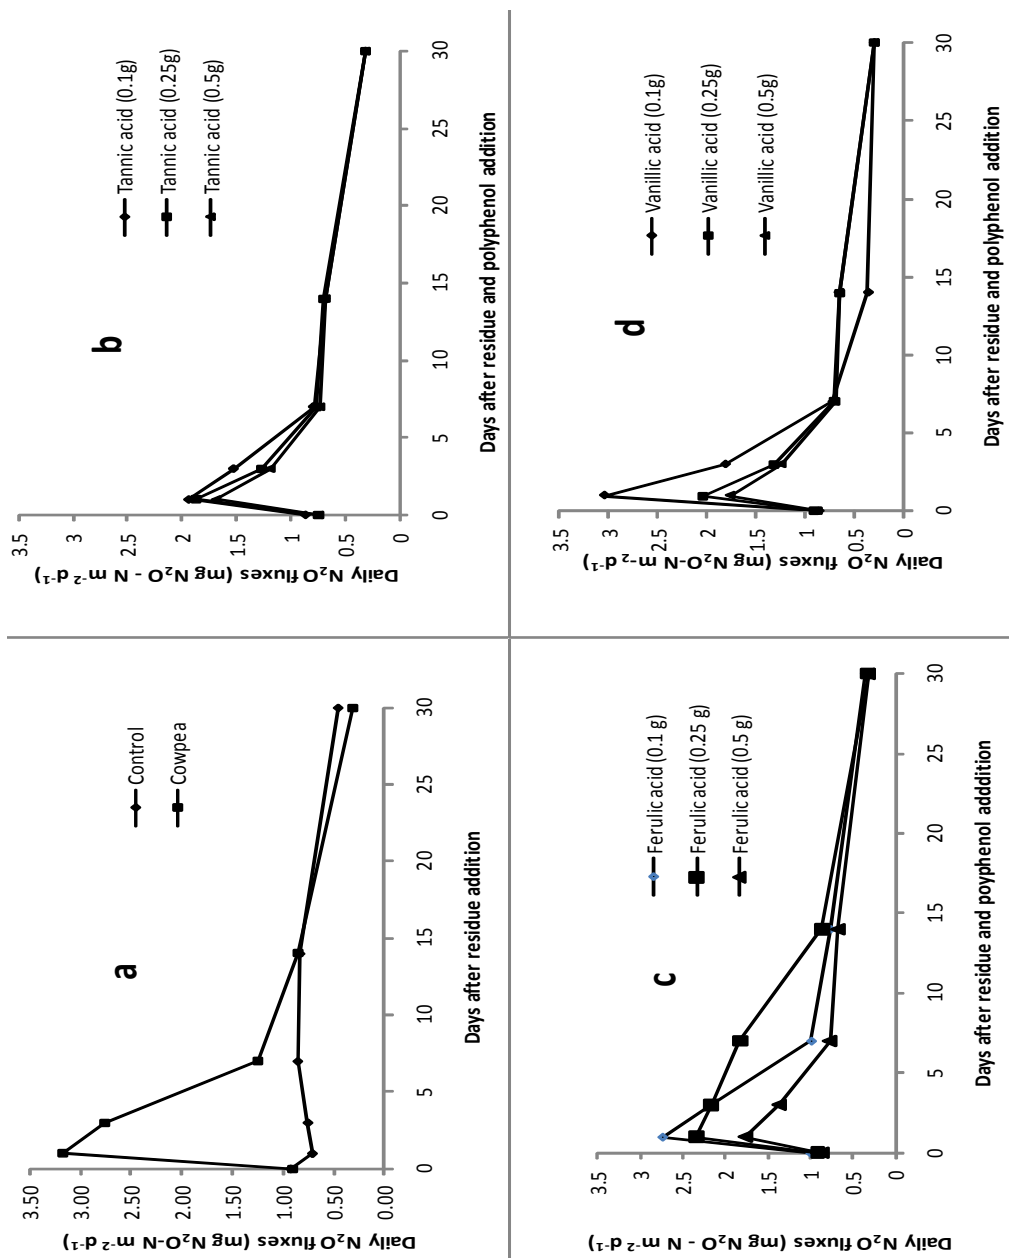 3.50
3.00
2.50
2.00
1.50
1.00
0.50
0.00
Daily N₂O fluxes (mg N₂O-N m⁻² d⁻¹)
a
Control
Cowpea
0 5 10 15 20 25 30
Days after residue addition
3.5
3
2.5
2
1.5
1
0.5
0
Daily N₂O fluxes (mg N₂O - N m⁻² d⁻¹)
b
Tannic acid (0.1g)
Tannic acid (0.25g)
Tannic acid (0.5g)
0 5 10 15 20 25 30
Days after residue and polyphenol addition
3.5
3
2.5
2
1.5
1
0.5
0
Daily N₂O fluxes (mg N₂O - N m⁻² d⁻¹)
c
Ferulic acid (0.1 g)
Ferulic acid (0.25 g)
Ferulic acid (0.5 g)
0 5 10 15 20 25 30
Days after residue and poyphenol adddition
3.5
3
2.5
2
1.5
1
0.5
0
Daily N₂O fluxes (mg N₂O-N m-₂ d⁻¹)
d
Vanillic acid (0.1g)
Vanillic acid (0.25g)
Vanillic acid (0.5g)
0 5 10 15 20 25 30
Days after residue and polyphenol addition